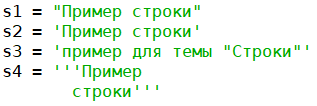 s1 = "Пример строки"
s2 = 'Пример строки'
s3 = 'пример для темы "Строки"'
s4 = '''Пример
строки'''